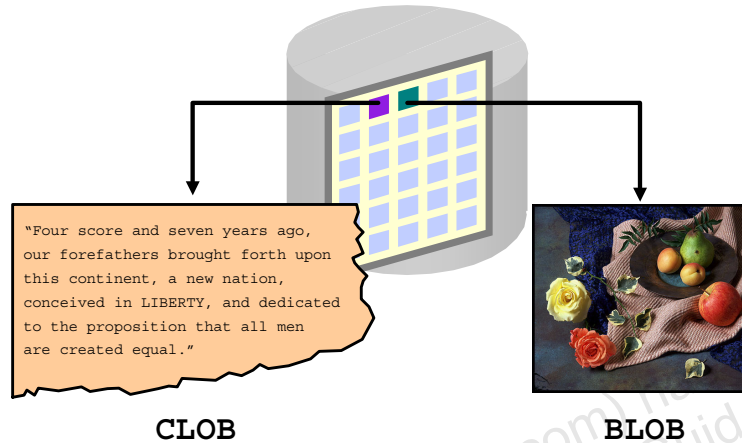 “Four score and seven years ago,
our forefathers brought forth upon
this continent, a new nation,
conceived in LIBERTY, and dedicated
to the proposition that all men
are created equal.”
CLOB
BLOB